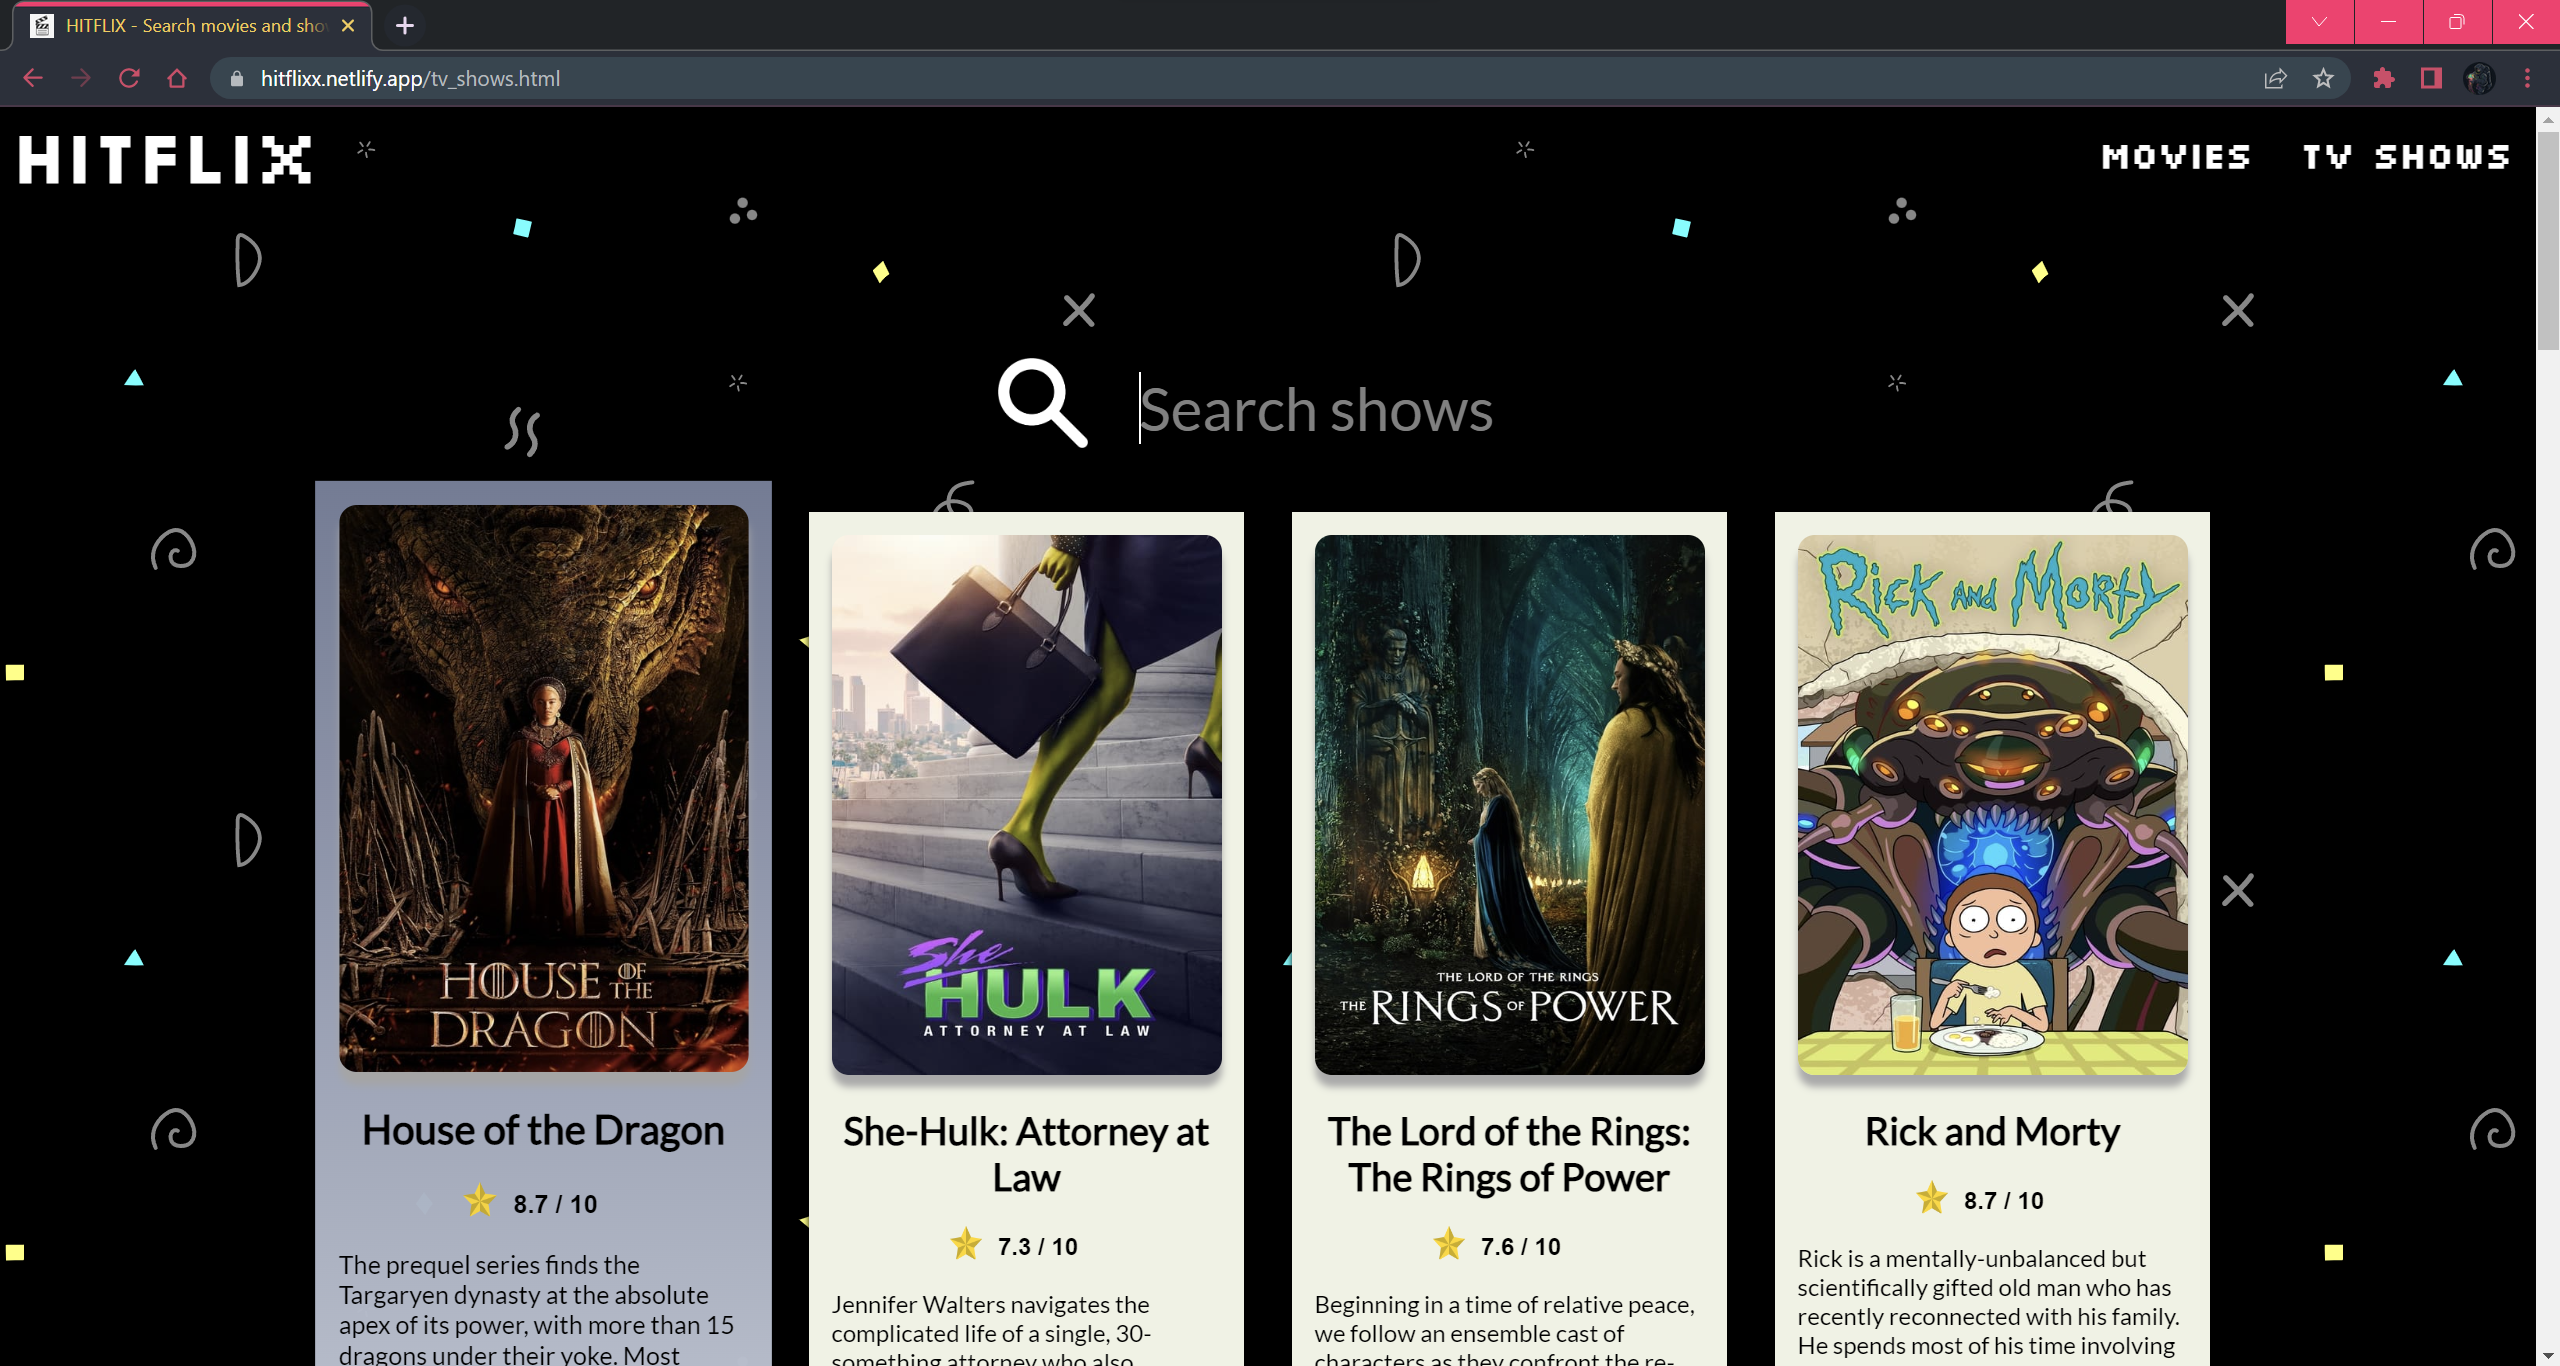 HITFLIX - Search movies and sho
hitflixx.netlify.app/tv_shows.html
HITFLIX
MOVIES
TV SHOWS
Search shows
HOUSE OF THE
DRAGON
She
HULK
ATTORNEY AT LAW
THE LORD OF THE RINGS
THE RINGS OF POWER
RICK AND MORTY
House of the Dragon
8.7 / 10
The prequel series finds the
Targaryen dynasty at the absolute
apex of its power, with more than 15
dragons under their yoke. Most
She-Hulk: Attorney at
Law
7.3 / 10
Jennifer Walters navigates the
complicated life of a single, 30-
something attorney who also
The Lord of the Rings:
The Rings of Power
7.6 / 10
Beginning in a time of relative peace,
we follow an ensemble cast of
characters as they confront the re-
Rick and Morty
8.7 / 10
Rick is a mentally-unbalanced but
scientifically gifted old man who has
recently reconnected with his family.
He spends most of his time involving